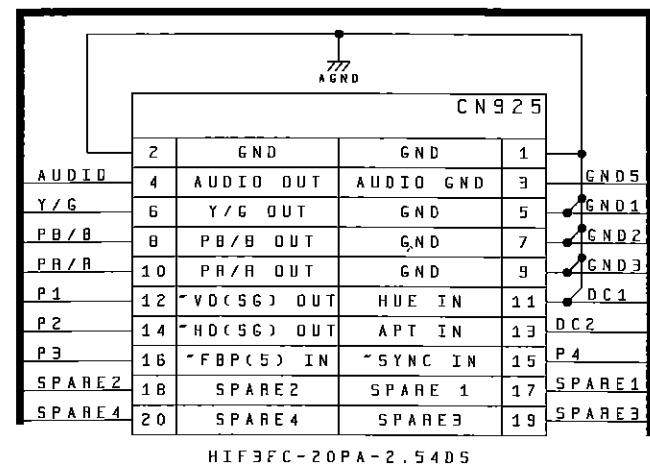 AGND
CN925
2 GND GND 1
AUDIO 4 AUDIO OUT AUDIO GND 3 GND5
Y/G 6 Y/G OUT GND 5 GND1
PB/B 8 PB/B OUT GND 7 GND2
PR/R 10 PR/R OUT GND 9 GND3
P1 12 ~VD(SG) OUT HUE IN 11 DC1
P2 14 ~HD(SG) OUT APT IN 13 DC2
P3 16 ~FBP(5) IN ~SYNC IN 15 P4
SPARE2 18 SPARE2 SPARE 1 17 SPARE1
SPARE4 20 SPARE4 SPARE3 19 SPARE3
HIF3FC-20PA-2.54DS